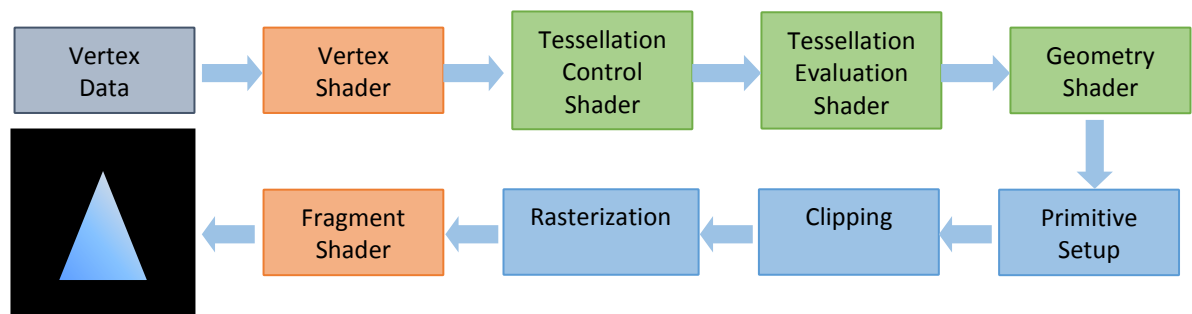 Vertex
Data
Vertex
Shader
Tessellation
Control
Shader
Tessellation
Evaluation
Shader
Geometry
Shader
Fragment
Shader
Rasterization
Clipping
Primitive
Setup